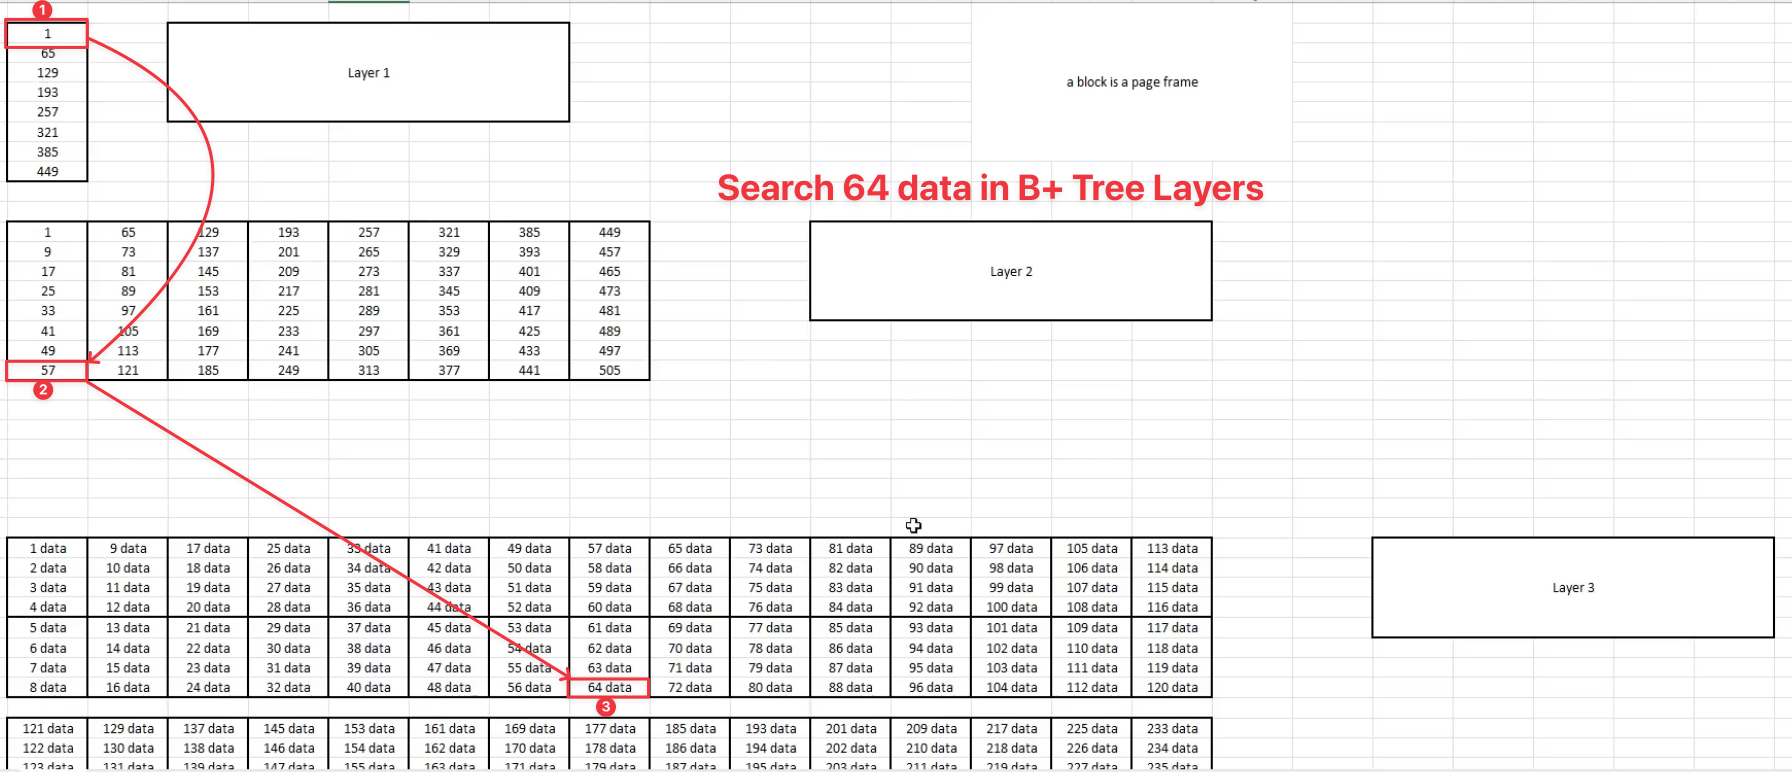 1
1
65
129
193
257
321
385
449
Layer 1
a block is a page frame
Search 64 data in B+ Tree Layers
1 65 129 193 257 321 385 449
9 73 137 201 265 329 393 457
17 81 145 209 273 337 401 465
25 89 153 217 281 345 409 473
33 97 161 225 289 353 417 481
41 105 169 233 297 361 425 489
49 113 177 241 305 369 433 497
57 121 185 249 313 377 441 505
2
Layer 2
1 data 9 data 17 data 25 data 33 data 41 data 49 data 57 data 65 data 73 data 81 data 89 data 97 data 105 data 113 data
2 data 10 data 18 data 26 data 34 data 42 data 50 data 58 data 66 data 74 data 82 data 90 data 98 data 106 data 114 data
3 data 11 data 19 data 27 data 35 data 43 data 51 data 59 data 67 data 75 data 83 data 91 data 99 data 107 data 115 data
4 data 12 data 20 data 28 data 36 data 44 data 52 data 60 data 68 data 76 data 84 data 92 data 100 data 108 data 116 data
5 data 13 data 21 data 29 data 37 data 45 data 53 data 61 data 69 data 77 data 85 data 93 data 101 data 109 data 117 data
6 data 14 data 22 data 30 data 38 data 46 data 54 data 62 data 70 data 78 data 86 data 94 data 102 data 110 data 118 data
7 data 15 data 23 data 31 data 39 data 47 data 55 data 63 data 71 data 79 data 87 data 95 data 103 data 111 data 119 data
8 data 16 data 24 data 32 data 40 data 48 data 56 data 64 data 72 data 80 data 88 data 96 data 104 data 112 data 120 data
3
Layer 3
121 data 129 data 137 data 145 data 153 data 161 data 169 data 177 data 185 data 193 data 201 data 209 data 217 data 225 data 233 data
122 data 130 data 138 data 146 data 154 data 162 data 170 data 178 data 186 data 194 data 202 data 210 data 218 data 226 data 234 data
123 data 131 data 139 data 147 data 155 data 163 data 171 data 179 data 187 data 195 data 203 data 211 data 219 data 227 data 235 data